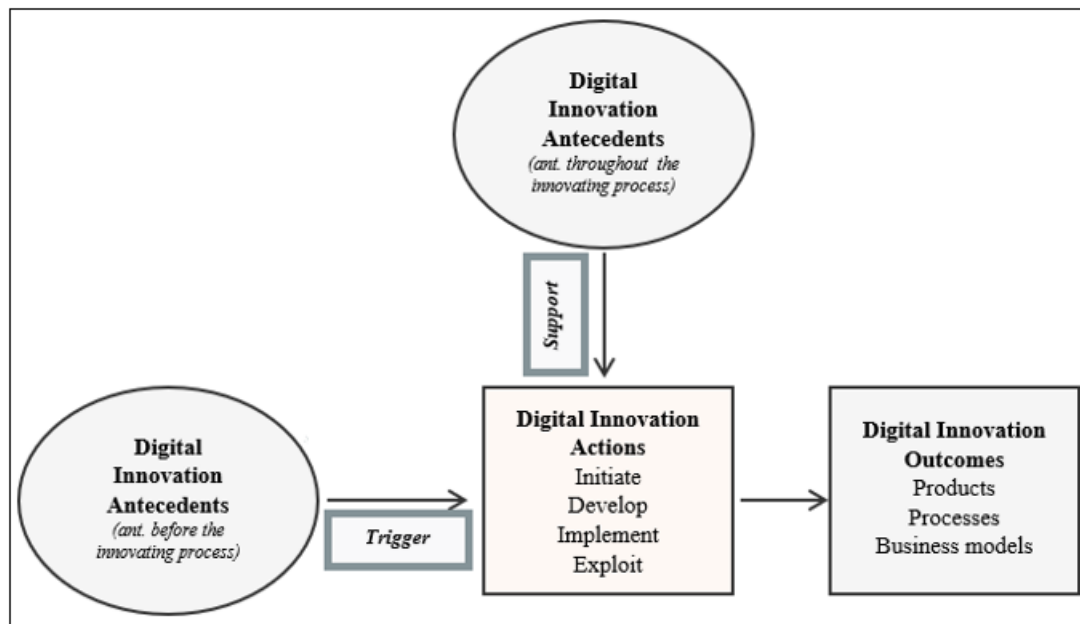 Digital
Innovation
Antecedents
(ant. throughout the
innovating process)
Support
Digital
Innovation
Antecedents
(ant. before the
innovating process)
Trigger
Digital Innovation
Actions
Initiate
Develop
Implement
Exploit
Digital Innovation
Outcomes
Products
Processes
Business models